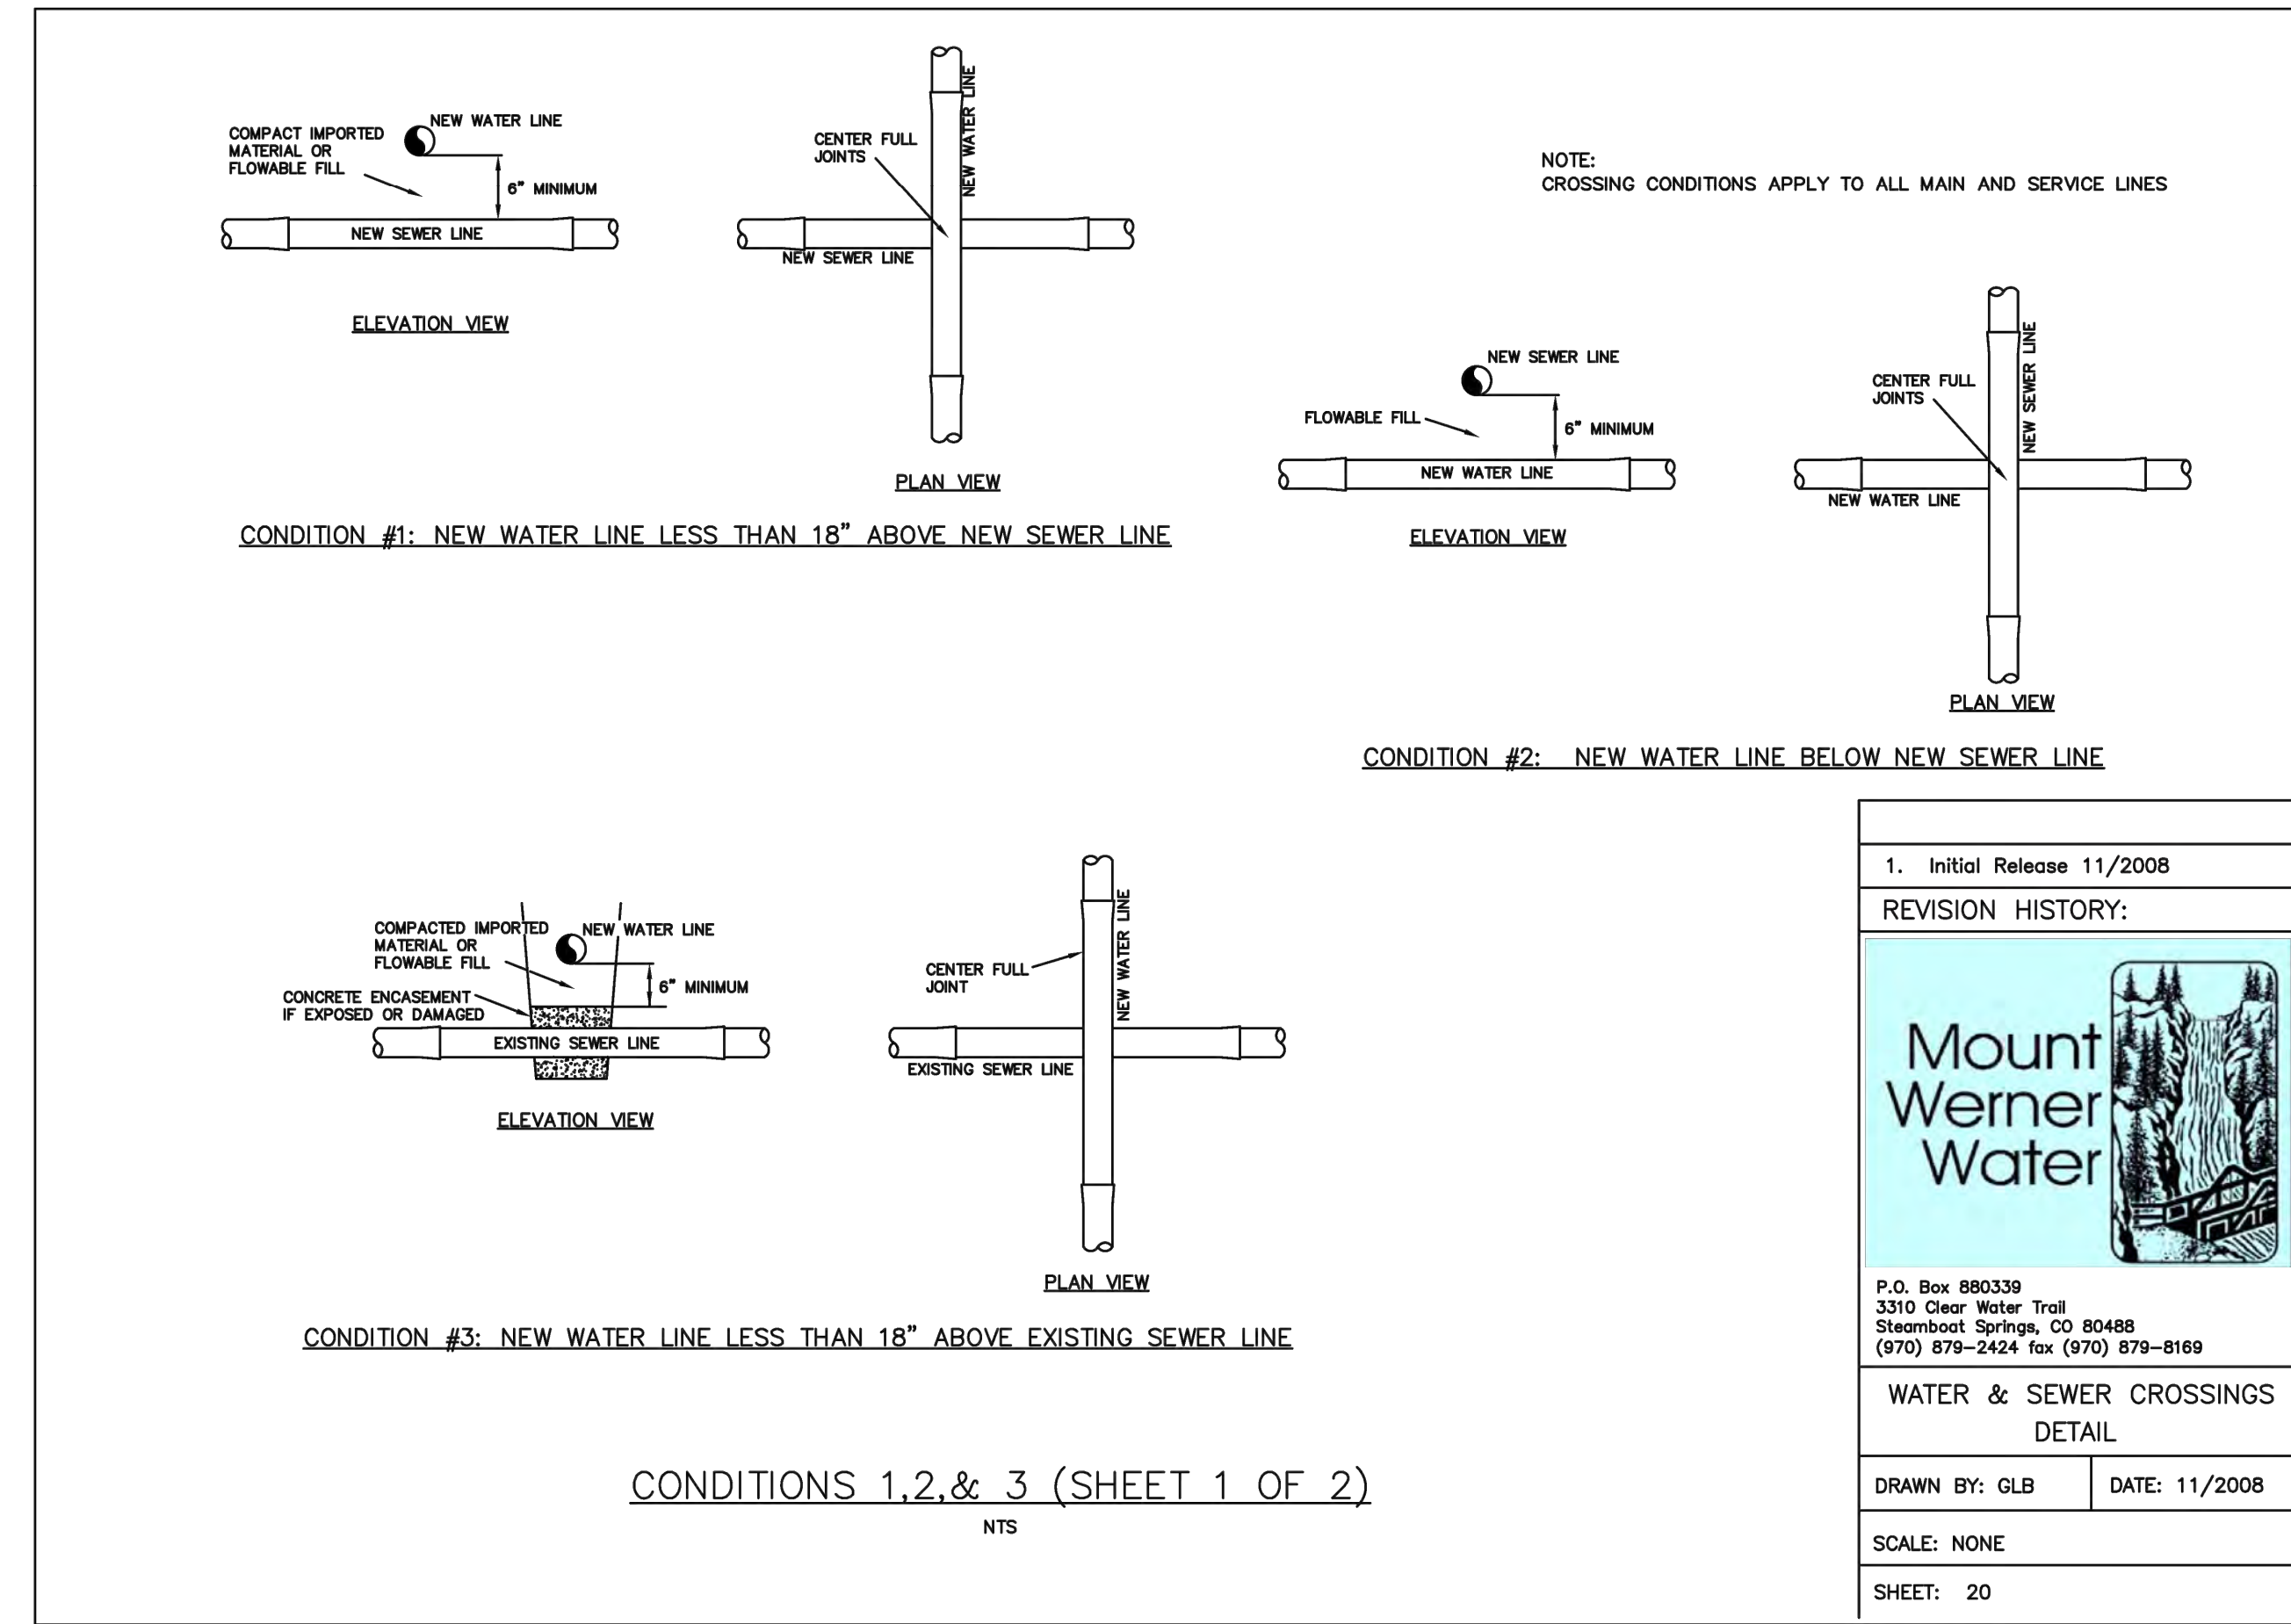 COMPACT IMPORTED
MATERIAL OR
FLOWABLE FILL
NEW WATER LINE
6" MINIMUM
NEW SEWER LINE
ELEVATION VIEW
CENTER FULL
JOINTS
NEW WATER LINE
NEW SEWER LINE
PLAN VIEW
CONDITION #1: NEW WATER LINE LESS THAN 18" ABOVE NEW SEWER LINE
NOTE:
CROSSING CONDITIONS APPLY TO ALL MAIN AND SERVICE LINES
NEW SEWER LINE
FLOWABLE FILL
6" MINIMUM
NEW WATER LINE
ELEVATION VIEW
CENTER FULL
JOINTS
NEW SEWER LINE
NEW WATER LINE
PLAN VIEW
CONDITION #2: NEW WATER LINE BELOW NEW SEWER LINE
COMPACTED IMPORTED
MATERIAL OR
FLOWABLE FILL
NEW WATER LINE
6" MINIMUM
CONCRETE ENCASEMENT
IF EXPOSED OR DAMAGED
EXISTING SEWER LINE
ELEVATION VIEW
CENTER FULL
JOINT
NEW WATER LINE
EXISTING SEWER LINE
PLAN VIEW
CONDITION #3: NEW WATER LINE LESS THAN 18" ABOVE EXISTING SEWER LINE
CONDITIONS 1,2,& 3 (SHEET 1 OF 2)
NTS
1. Initial Release 11/2008
REVISION HISTORY:
Mount
Werner
Water
P.O. Box 880339
3310 Clear Water Trail
Steamboat Springs, CO 80488
(970) 879-2424 fax (970) 879-8169
WATER & SEWER CROSSINGS
DETAIL
DRAWN BY: GLB
DATE: 11/2008
SCALE: NONE
SHEET: 20